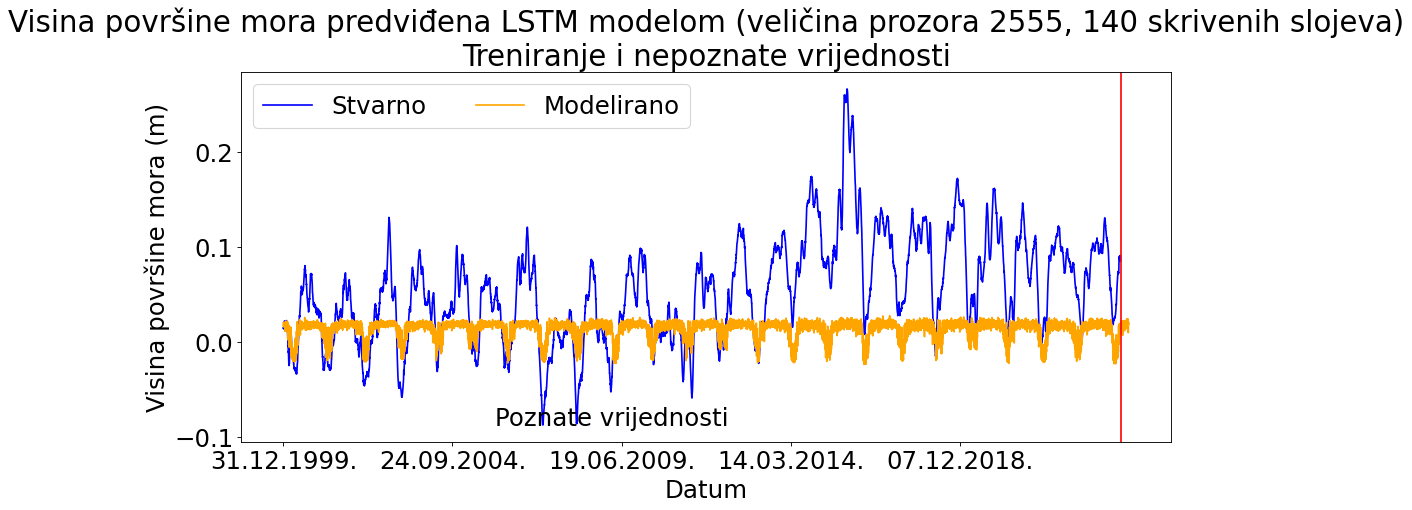 Visina površine mora predviđena LSTM modelom (veličina prozora 2555, 140 skrivenih slojeva)
Treniranje i nepoznate vrijednosti
Stvarno
Modelirano
Visina površine mora (m)
0.2
0.1
0.0
−0.1
Poznate vrijednosti
31.12.1999.
24.09.2004.
19.06.2009.
14.03.2014.
07.12.2018.
Datum